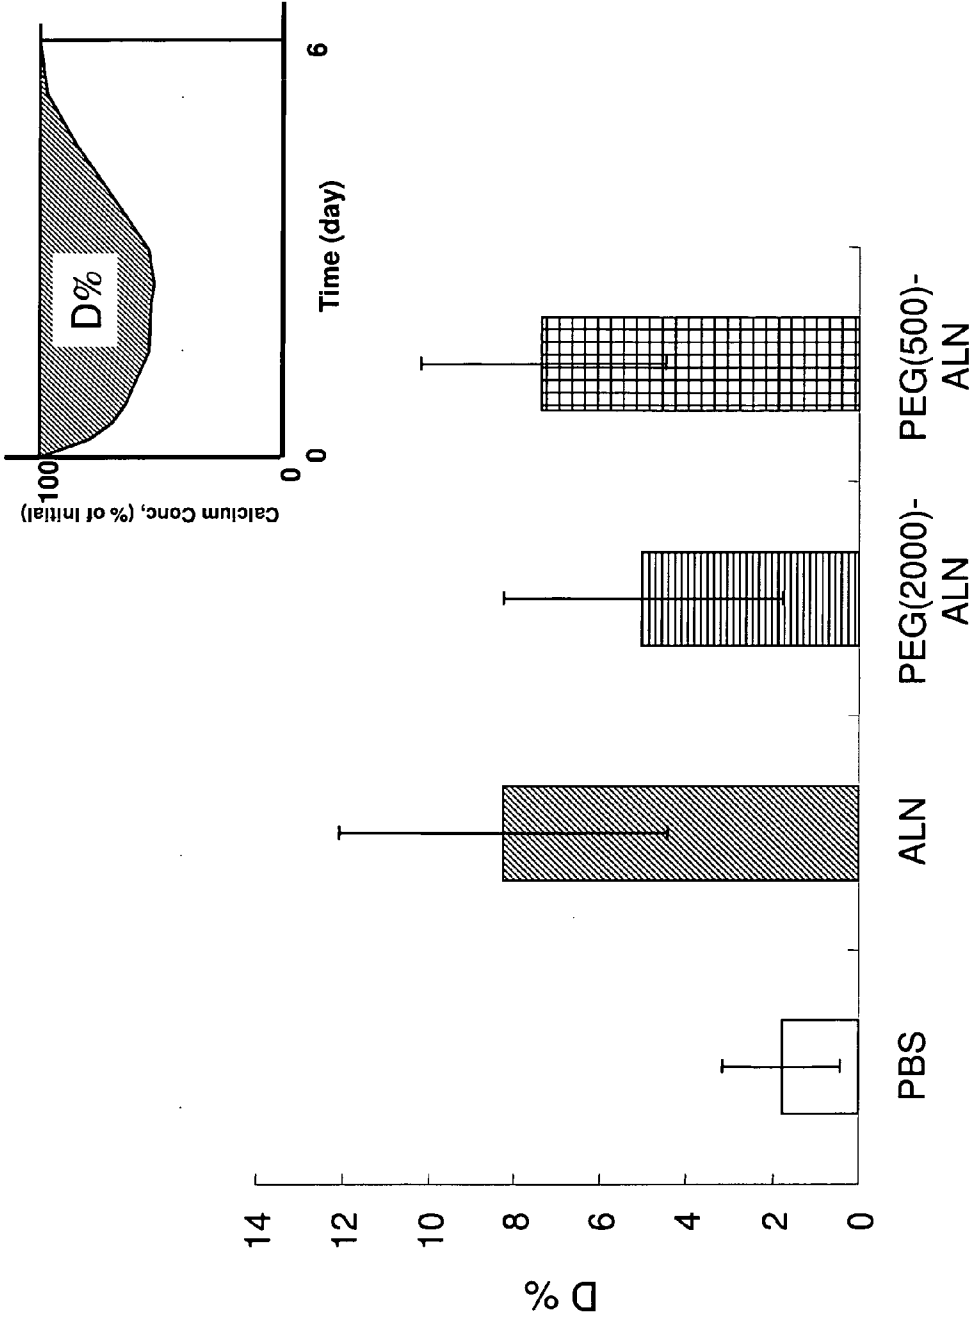 Calcium Conc, (% of Initial)
100
0
0
6
Time (day)
D%
D %
14
12
10
8
6
4
2
0
PBS
ALN
PEG(2000)-
ALN
PEG(500)-
ALN